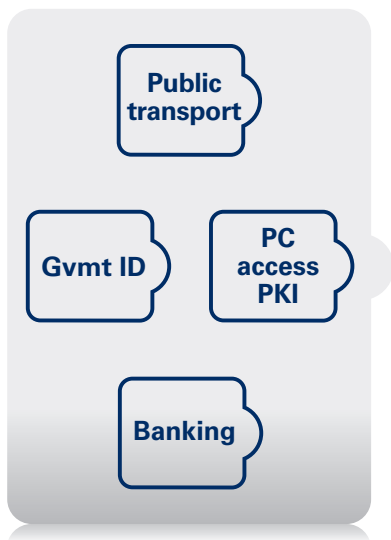 Public
transport
Gvmt ID
PC
access
PKI
Banking